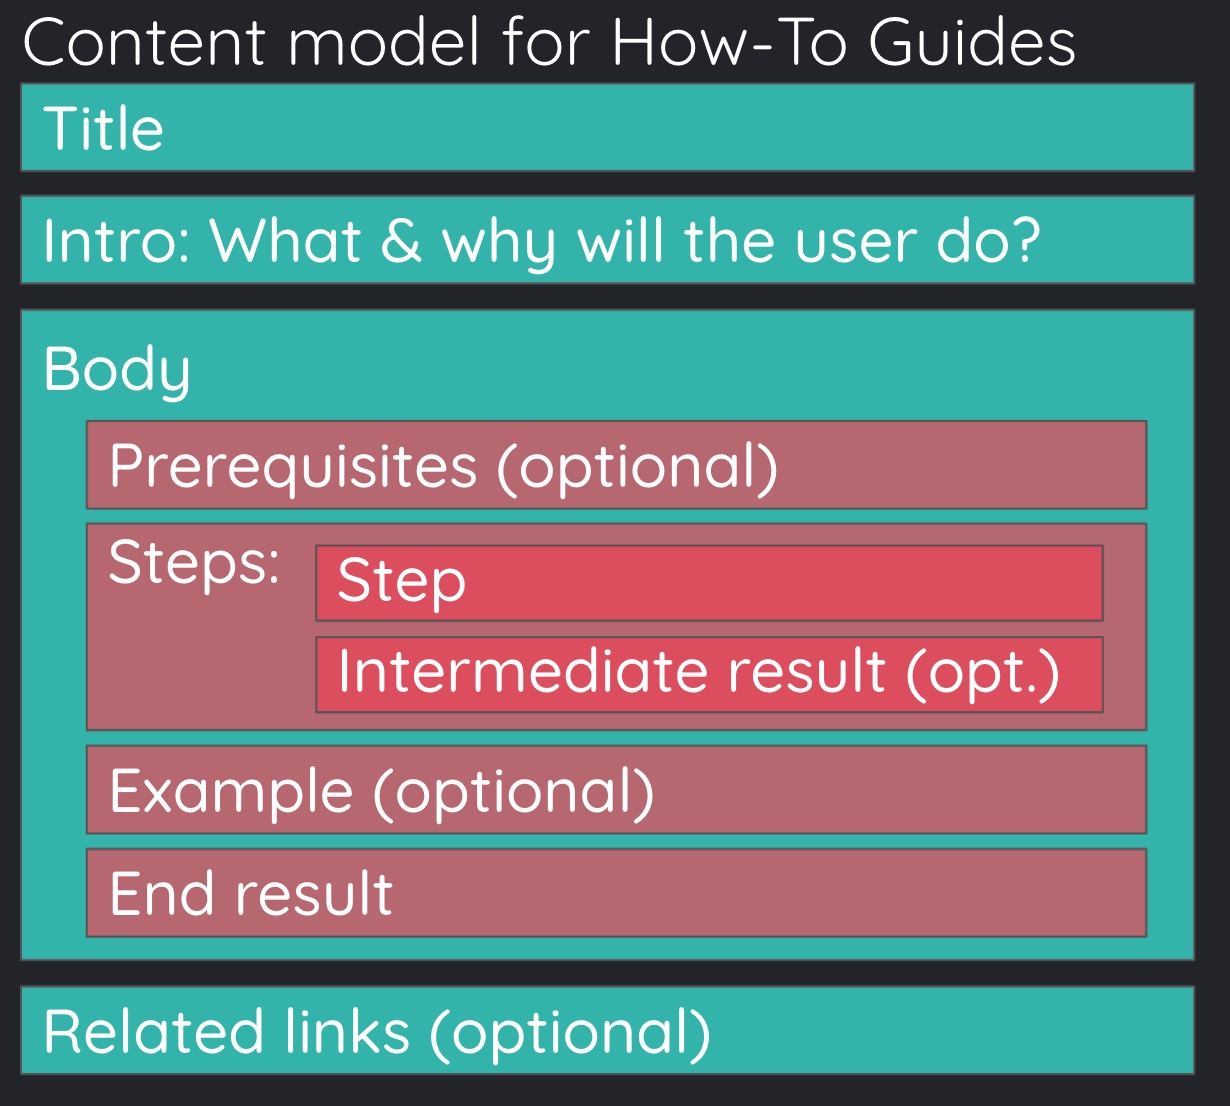 Content model for How-To Guides
Title
Intro: What & why will the user do?
Body
Prerequisites (optional)
Steps:
Step
Intermediate result (opt.)
Example (optional)
End result
Related links (optional)